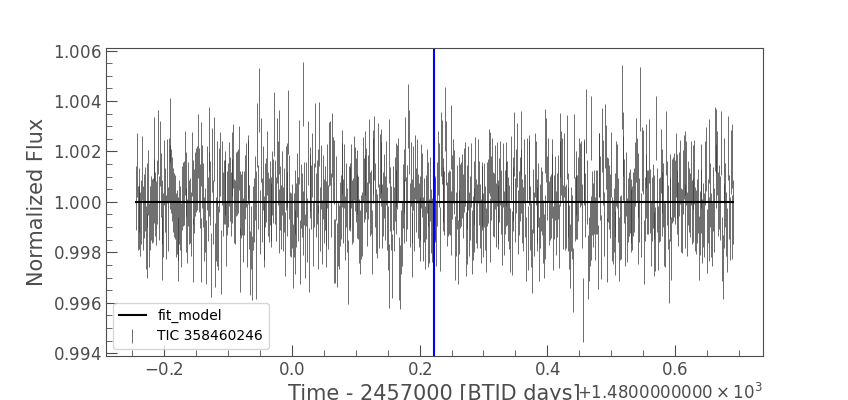 Normalized Flux
1.006
1.004
1.002
1.000
0.998
0.996
0.994
fit_model
TIC 358460246
−0.2
0.0
0.2
0.4
0.6
Time - 2457000 [BTJD days]
+1.4800000000 × 10³